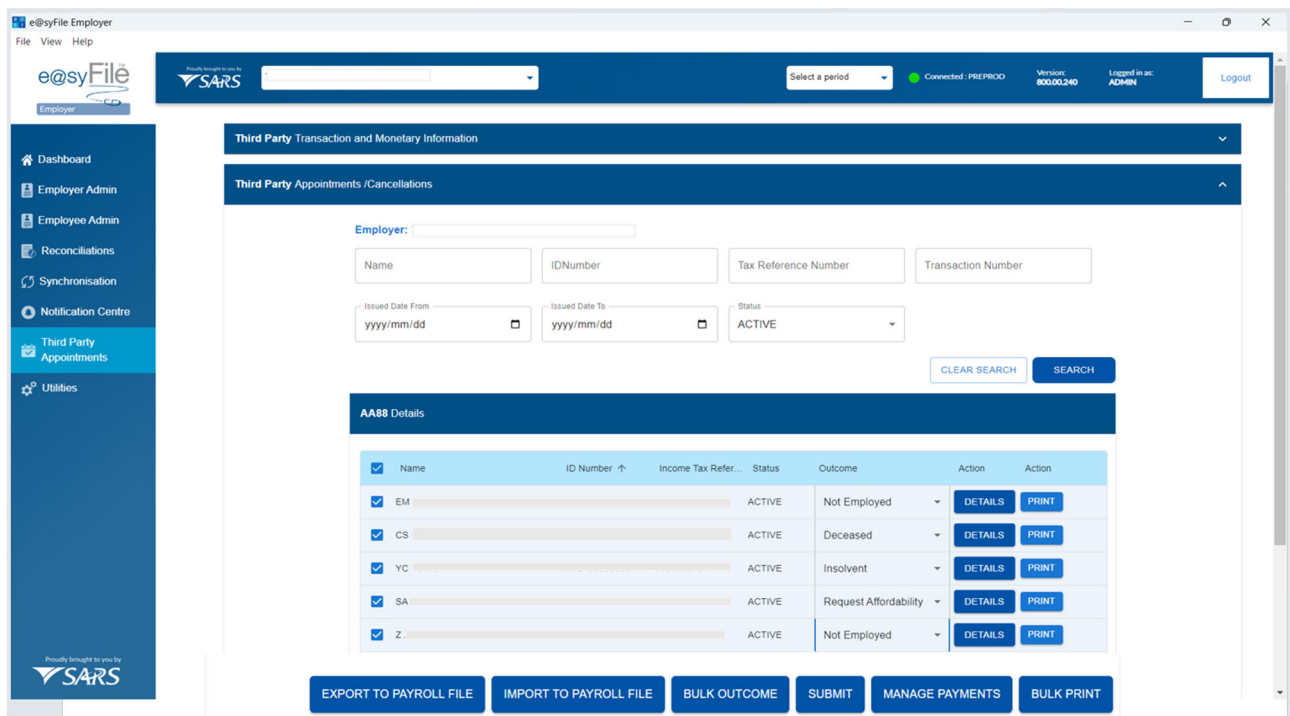 e@syFile Employer
File View Help
e@syFile™
Employer
Proudly brought to you by
SARS
Select a period
Connected : PREPROD
Version:
800.00.240
Logged in as:
ADMIN
Logout
Dashboard
Employer Admin
Employee Admin
Reconciliations
Synchronisation
Notification Centre
Third Party
Appointments
Utilities
Proudly brought to you by
SARS
Third Party Transaction and Monetary Information
Third Party Appointments /Cancellations
Employer:
Name IDNumber Tax Reference Number Transaction Number
Issued Date From Issued Date To Status
yyyy/mm/dd yyyy/mm/dd ACTIVE
CLEAR SEARCH SEARCH
AA88 Details
Name ID Number ↑ Income Tax Refer... Status Outcome Action Action
EM ACTIVE Not Employed DETAILS PRINT
CS ACTIVE Deceased DETAILS PRINT
YC ACTIVE Insolvent DETAILS PRINT
SA ACTIVE Request Affordability DETAILS PRINT
Z ACTIVE Not Employed DETAILS PRINT
EXPORT TO PAYROLL FILE IMPORT TO PAYROLL FILE BULK OUTCOME SUBMIT MANAGE PAYMENTS BULK PRINT